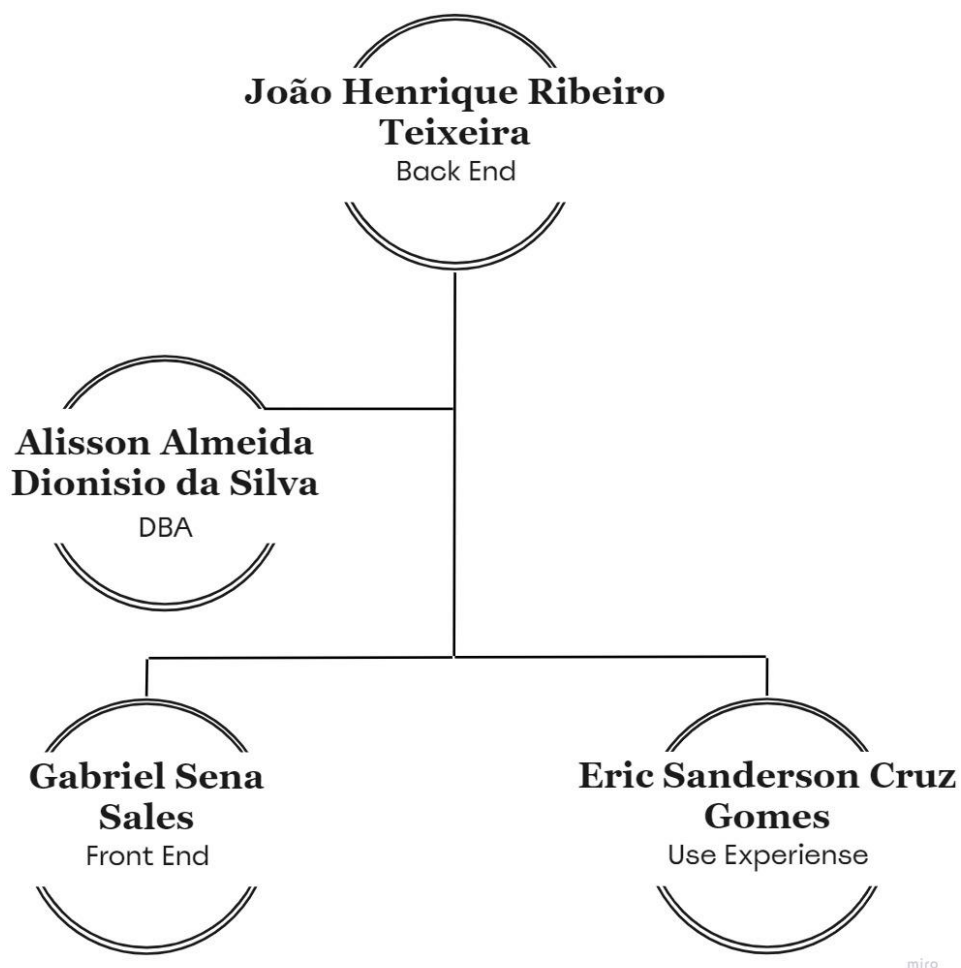 João Henrique Ribeiro
Teixeira
Back End
Alisson Almeida
Dionisio da Silva
DBA
Gabriel Sena
Sales
Front End
Eric Sanderson Cruz
Gomes
Use Experiense
miro